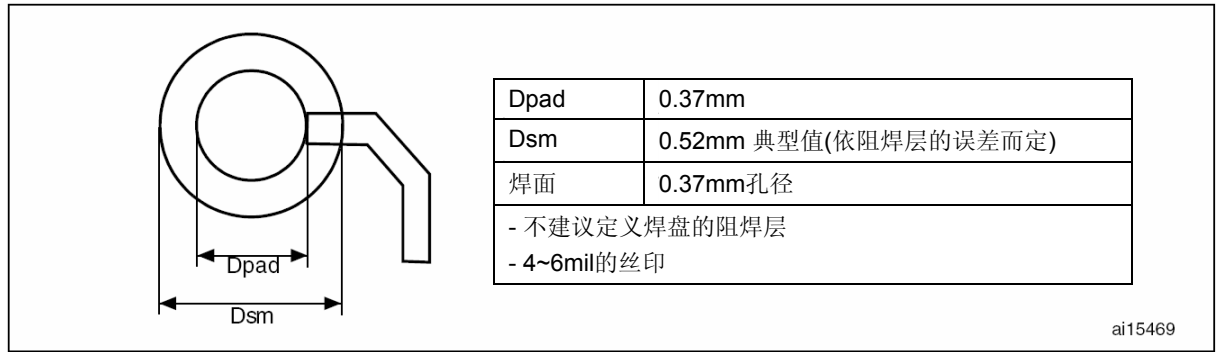 Dpad 0.37mm
Dsm 0.52mm 典型值(依阻焊层的误差而定)
焊面 0.37mm孔径
- 不建议定义焊盘的阻焊层
- 4~6mil的丝印
Dpad
Dsm
ai15469